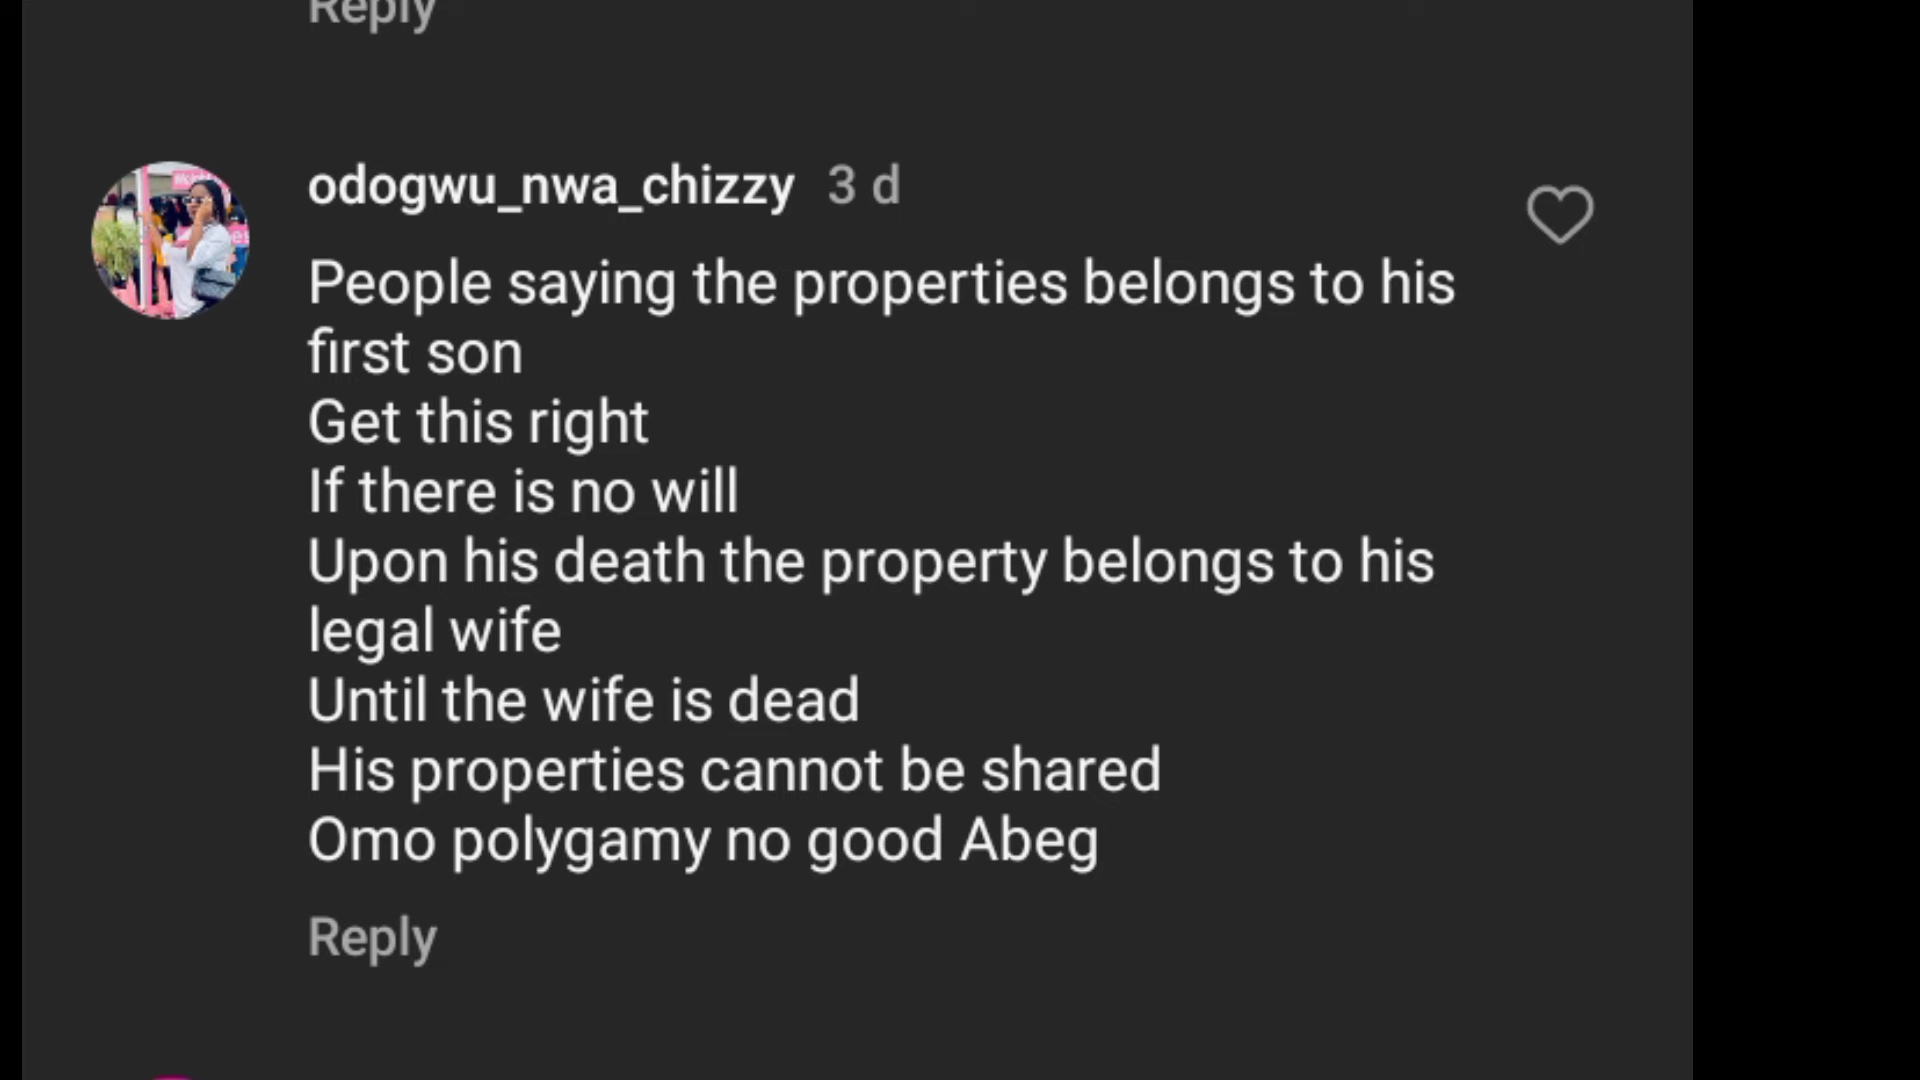 Reply
odogwu_nwa_chizzy 3 d
People saying the properties belongs to his
first son
Get this right
If there is no will
Upon his death the property belongs to his
legal wife
Until the wife is dead
His properties cannot be shared
Omo polygamy no good Abeg
Reply